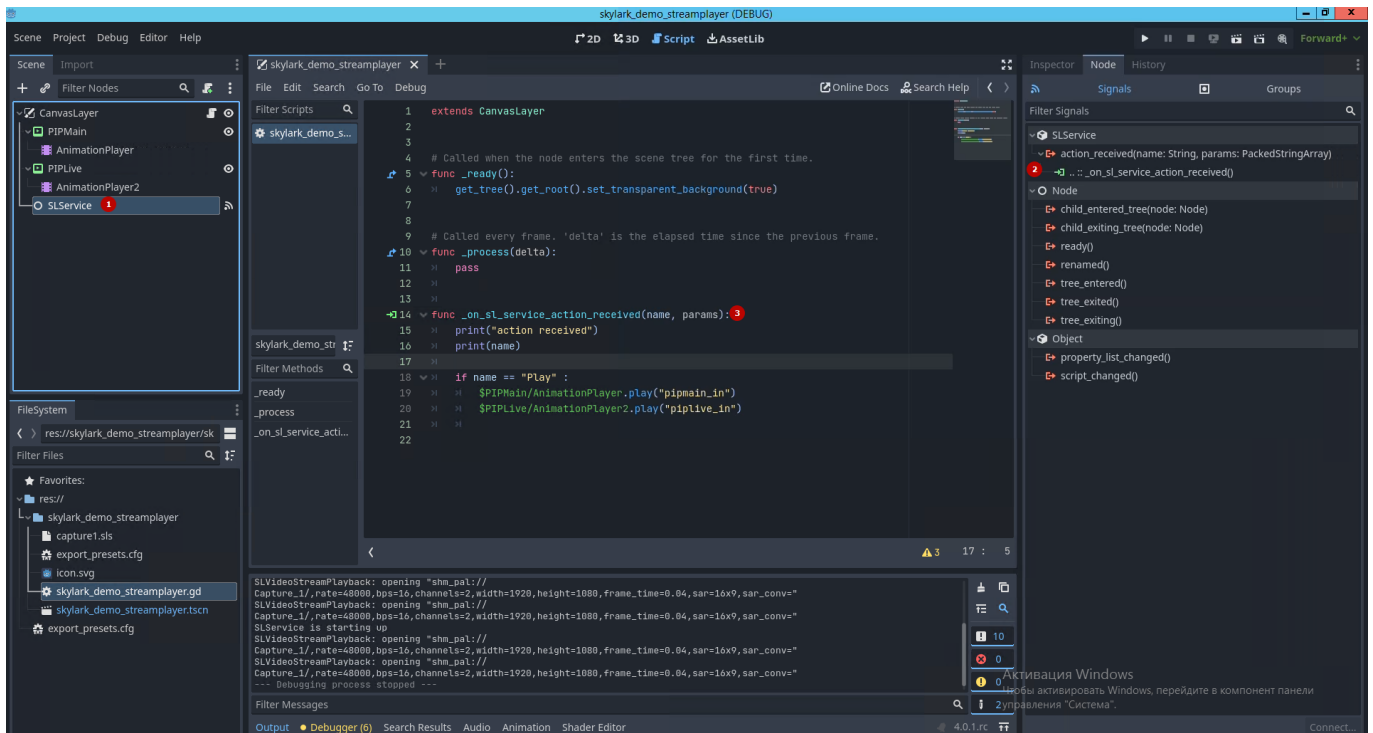 skylark_demo_streamplayer (DEBUG)
Scene Project Debug Editor Help
2D 3D Script AssetLib
Forward+
Scene Import
Filter Nodes
CanvasLayer
PIPMain
AnimationPlayer
PIPLive
AnimationPlayer2
SLService 1
FileSystem
res://skylark_demo_streamplayer/sk
Filter Files
Favorites:
res://
skylark_demo_streamplayer
capture1.sls
export_presets.cfg
icon.svg
skylark_demo_streamplayer.gd
skylark_demo_streamplayer.tscn
export_presets.cfg
skylark_demo_streamplayer
File Edit Search Go To Debug
Online Docs Search Help
Filter Scripts
skylark_demo_s...
skylark_demo_str
Filter Methods
_ready
_process
_on_sl_service_acti...
1 extends CanvasLayer
2
3
4 # Called when the node enters the scene tree for the first time.
5 func _ready():
6 get_tree().get_root().set_transparent_background(true)
7
8
9 # Called every frame. 'delta' is the elapsed time since the previous frame.
10 func _process(delta):
11 pass
12
13
14 func _on_sl_service_action_received(name, params): 3
15 print("action received")
16 print(name)
17
18 if name == "Play" :
19 $PIPMain/AnimationPlayer.play("pipmain_in")
20 $PIPLive/AnimationPlayer2.play("piplive_in")
21
22
3 17 : 5
SLVideoStreamPlayback: opening "shm_pal://
Capture_1/,rate=48000,bps=16,channels=2,width=1920,height=1080,frame_time=0.04,sar=16x9,sar_conv="
SLVideoStreamPlayback: opening "shm_pal://
Capture_1/,rate=48000,bps=16,channels=2,width=1920,height=1080,frame_time=0.04,sar=16x9,sar_conv="
SLService is starting up
SLVideoStreamPlayback: opening "shm_pal://
Capture_1/,rate=48000,bps=16,channels=2,width=1920,height=1080,frame_time=0.04,sar=16x9,sar_conv="
SLVideoStreamPlayback: opening "shm_pal://
Capture_1/,rate=48000,bps=16,channels=2,width=1920,height=1080,frame_time=0.04,sar=16x9,sar_conv="
--- Debugging process stopped ---
10
0
0
2
Filter Messages
Output Debugger (6) Search Results Audio Animation Shader Editor
4.0.1.rc
Inspector Node History
Signals Groups
Filter Signals
SLService
action_received(name: String, params: PackedStringArray)
2 .. :: _on_sl_service_action_received()
Node
child_entered_tree(node: Node)
child_exiting_tree(node: Node)
ready()
renamed()
tree_entered()
tree_exited()
tree_exiting()
Object
property_list_changed()
script_changed()
Активация Windows
Чтобы активировать Windows, перейдите в компонент панели
управления "Система".
Connect...